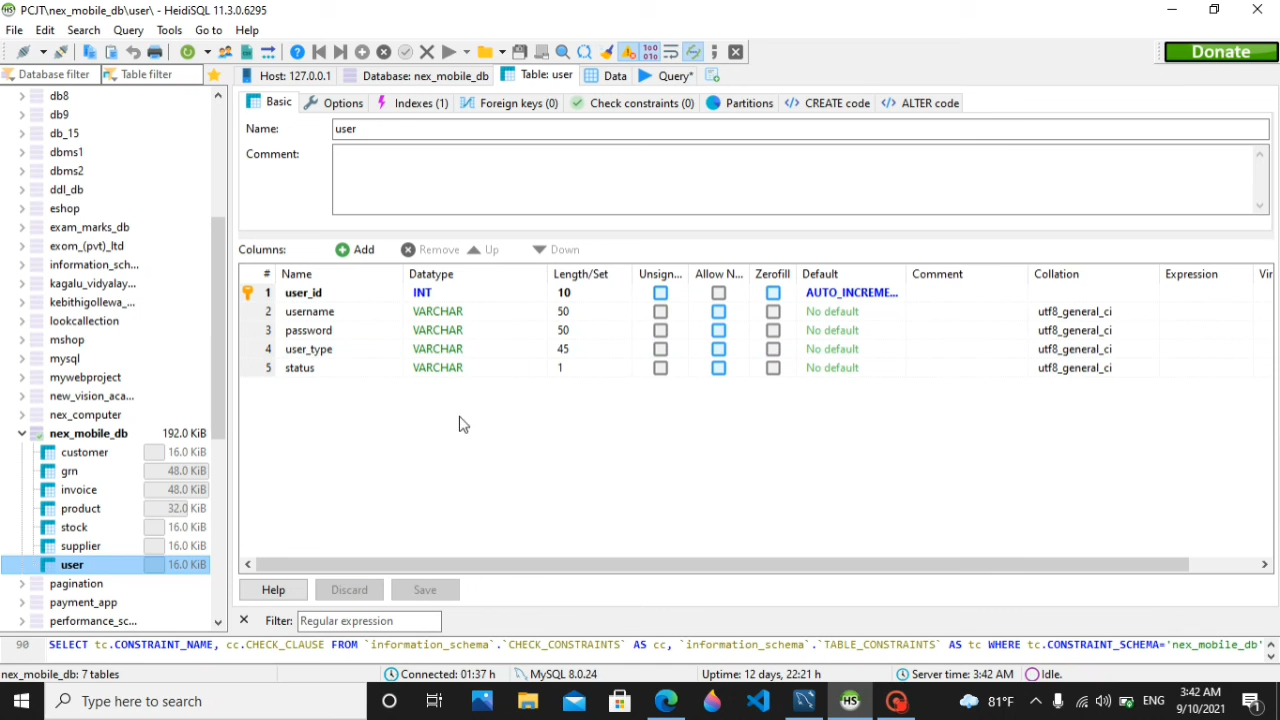 PCJT\nex_mobile_db\user\ - HeidiSQL 11.3.0.6295
File Edit Search Query Tools Go to Help
Donate
Database filter Table filter Host: 127.0.0.1 Database: nex_mobile_db Table: user Data Query*
Basic Options Indexes (1) Foreign keys (0) Check constraints (0) Partitions CREATE code ALTER code
Name: user
Comment:
Columns: Add Remove Up Down
# Name Datatype Length/Set Unsign... Allow N... Zerofill Default Comment Collation Expression Vir
1 user_id INT 10 AUTO_INCREME...
2 username VARCHAR 50 No default utf8_general_ci
3 password VARCHAR 50 No default utf8_general_ci
4 user_type VARCHAR 45 No default utf8_general_ci
5 status VARCHAR 1 No default utf8_general_ci
db8
db9
db_15
dbms1
dbms2
ddl_db
eshop
exam_marks_db
exom_(pvt)_ltd
information_sch...
kagalu_vidyalay...
kebithigollewa_...
lookcollection
mshop
mysql
mywebproject
new_vision_aca...
nex_computer
nex_mobile_db 192.0 KiB
customer 16.0 KiB
grn 48.0 KiB
invoice 48.0 KiB
product 32.0 KiB
stock 16.0 KiB
supplier 16.0 KiB
user 16.0 KiB
pagination
payment_app
performance_sc...
Help Discard Save
Filter: Regular expression
90 SELECT tc.CONSTRAINT_NAME, cc.CHECK_CLAUSE FROM `information_schema`.`CHECK_CONSTRAINTS` AS cc, `information_schema`.`TABLE_CONSTRAINTS` AS tc WHERE tc.CONSTRAINT_SCHEMA='nex_mobile_db'
nex_mobile_db: 7 tables Connected: 01:37 h MySQL 8.0.24 Uptime: 12 days, 22:21 h Server time: 3:42 AM Idle.
Type here to search HS 81°F ENG 3:42 AM
9/10/2021 1